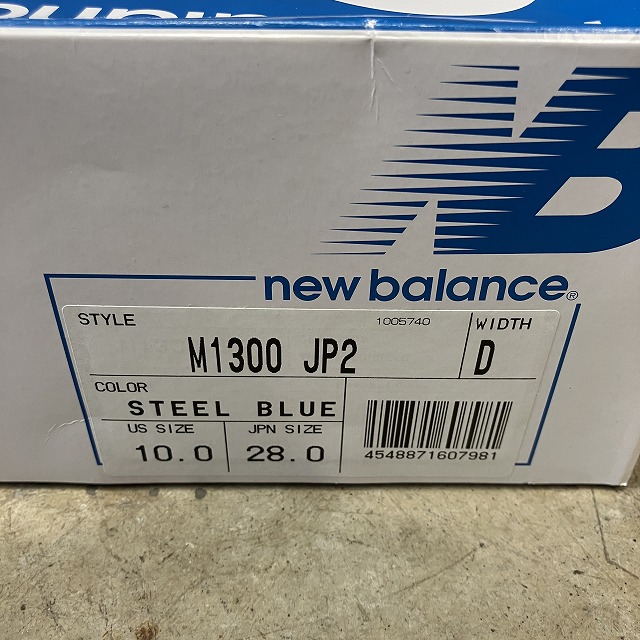 NB
new balance®
STYLE 1005740 WIDTH
M1300 JP2 D
COLOR
STEEL BLUE
US SIZE JPN SIZE
10.0 28.0
4548871607981